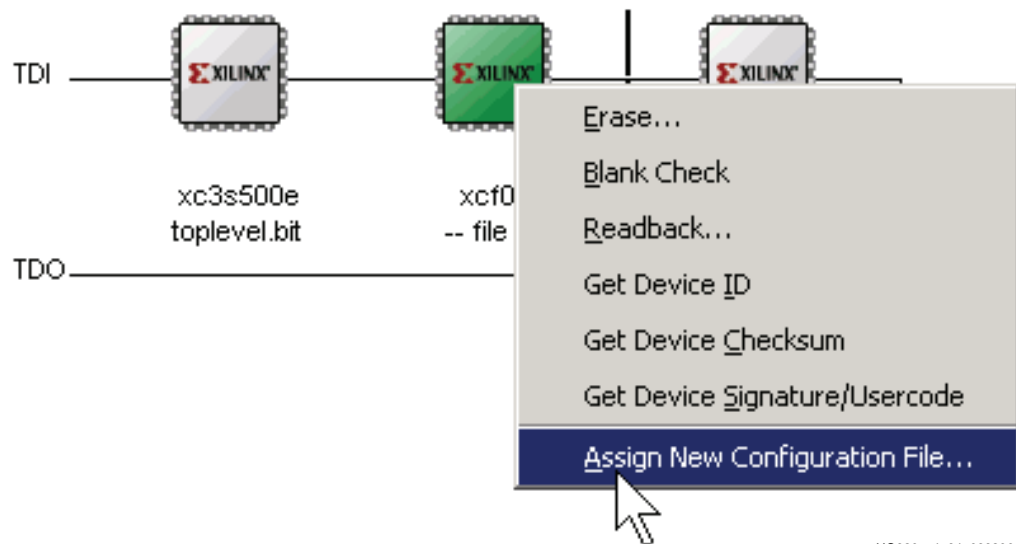 TDI
XILINX XILINX XILINX
xc3s500e xcf0
toplevel.bit -- file
TDO
Erase...
Blank Check
Readback...
Get Device ID
Get Device Checksum
Get Device Signature/Usercode
Assign New Configuration File...